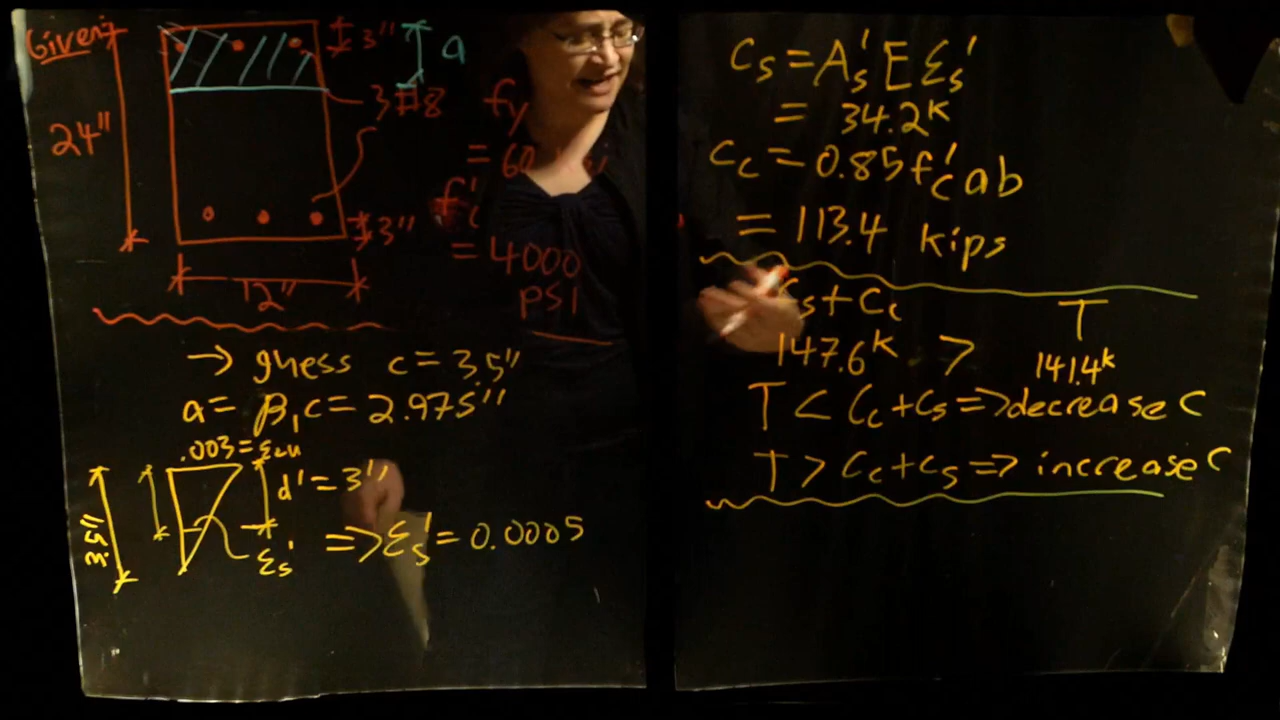 Given:
3"
a
3 #8
24"
fy
= 60
f'c
= 4000
psi
3"
12"
→ guess c = 3.5"
a = β₁c = 2.975"
.003 = εcu
d' = 3"
3.5"
εs'
=> εs' = 0.0005
Cs = A's E εs'
= 34.2k
Cc = 0.85 f'c ab
= 113.4 kips
Cs + Cc
T
147.6k > 141.4k
T < Cc + Cs => decrease c
T > Cc + Cs => increase c